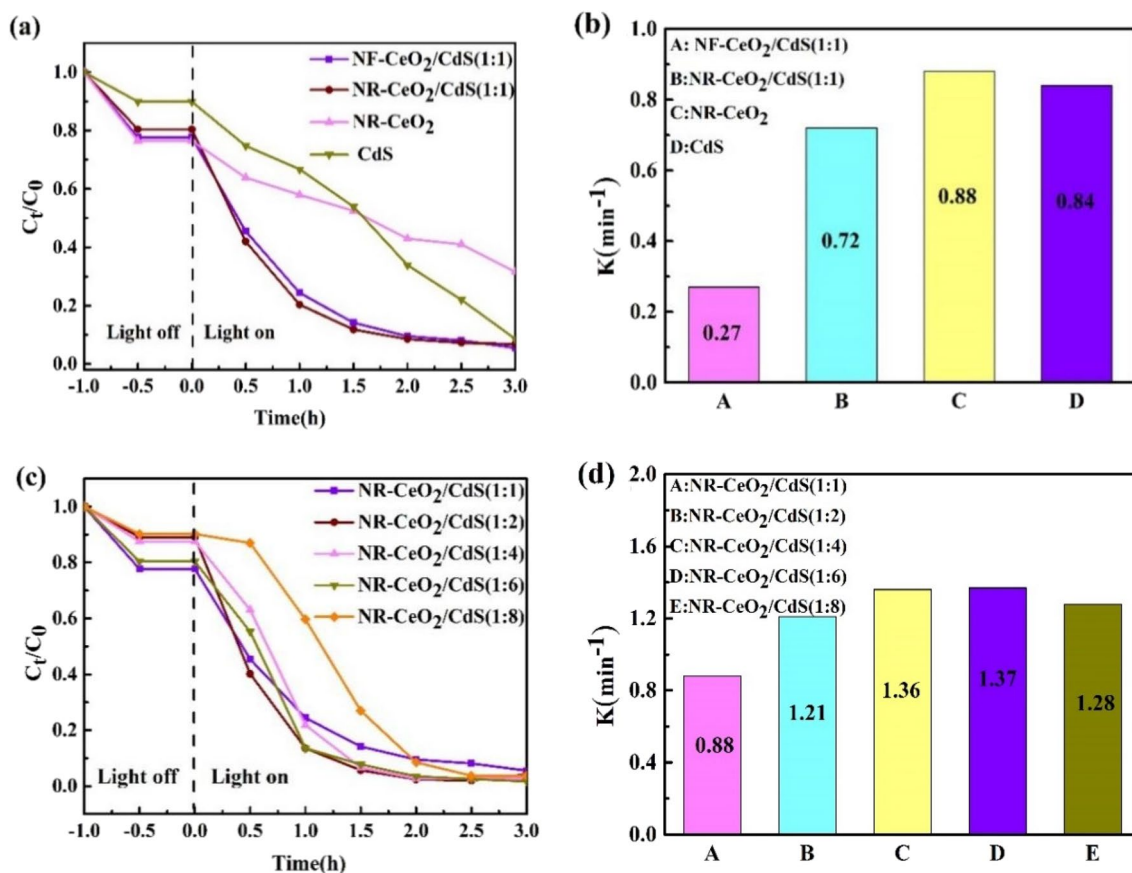 (a)
NF-CeO₂/CdS(1:1)
NR-CeO₂/CdS(1:1)
NR-CeO₂
CdS
Cₜ/C₀
1.0
0.8
0.6
0.4
0.2
0.0
Light off
Light on
-1.0 -0.5 0.0 0.5 1.0 1.5 2.0 2.5 3.0
Time(h)
(b)
A: NF-CeO₂/CdS(1:1)
B:NR-CeO₂/CdS(1:1)
C:NR-CeO₂
D:CdS
K(min⁻¹)
1.0
0.8
0.6
0.4
0.2
0.0
0.27
0.72
0.88
0.84
A B C D
(c)
NR-CeO₂/CdS(1:1)
NR-CeO₂/CdS(1:2)
NR-CeO₂/CdS(1:4)
NR-CeO₂/CdS(1:6)
NR-CeO₂/CdS(1:8)
Cₜ/C₀
1.0
0.8
0.6
0.4
0.2
0.0
Light off
Light on
-1.0 -0.5 0.0 0.5 1.0 1.5 2.0 2.5 3.0
Time(h)
(d)
A:NR-CeO₂/CdS(1:1)
B:NR-CeO₂/CdS(1:2)
C:NR-CeO₂/CdS(1:4)
D:NR-CeO₂/CdS(1:6)
E:NR-CeO₂/CdS(1:8)
K(min⁻¹)
2.0
1.6
1.2
0.8
0.4
0.0
0.88
1.21
1.36
1.37
1.28
A B C D E